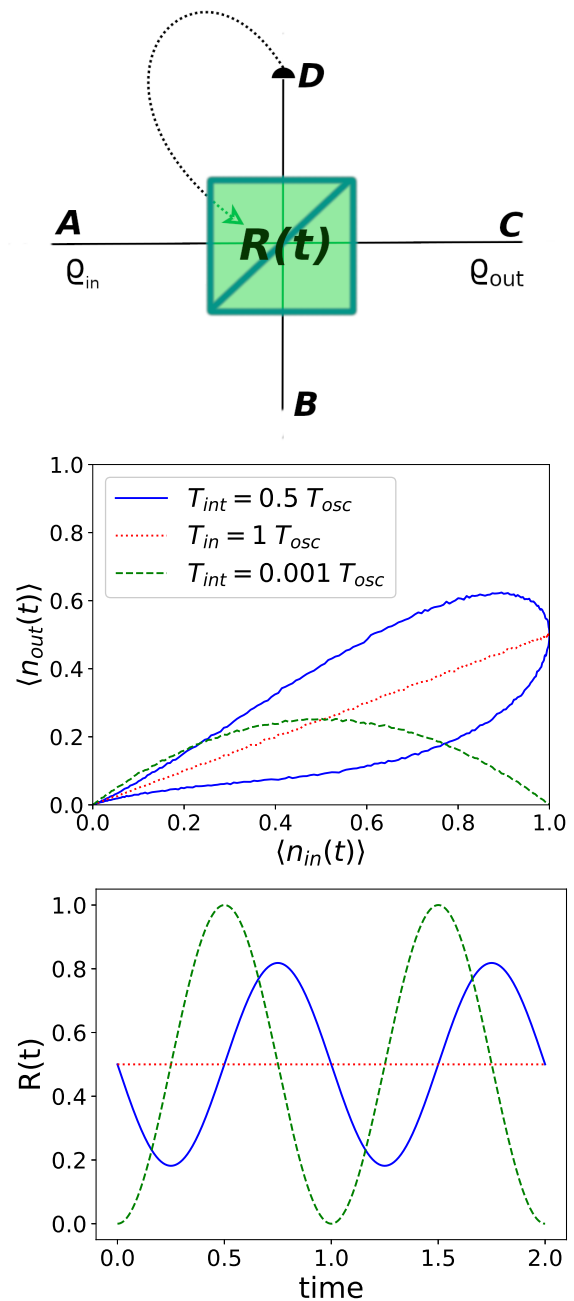 D
A
C
R(t)
ϱin
ϱout
B
1.0
0.8
0.6
0.4
0.2
0.0
⟨nout(t)⟩
Tint = 0.5 Tosc
Tin = 1 Tosc
Tint = 0.001 Tosc
0.0 0.2 0.4 0.6 0.8 1.0
⟨nin(t)⟩
1.0
0.8
0.6
0.4
0.2
0.0
R(t)
0.0 0.5 1.0 1.5 2.0
time